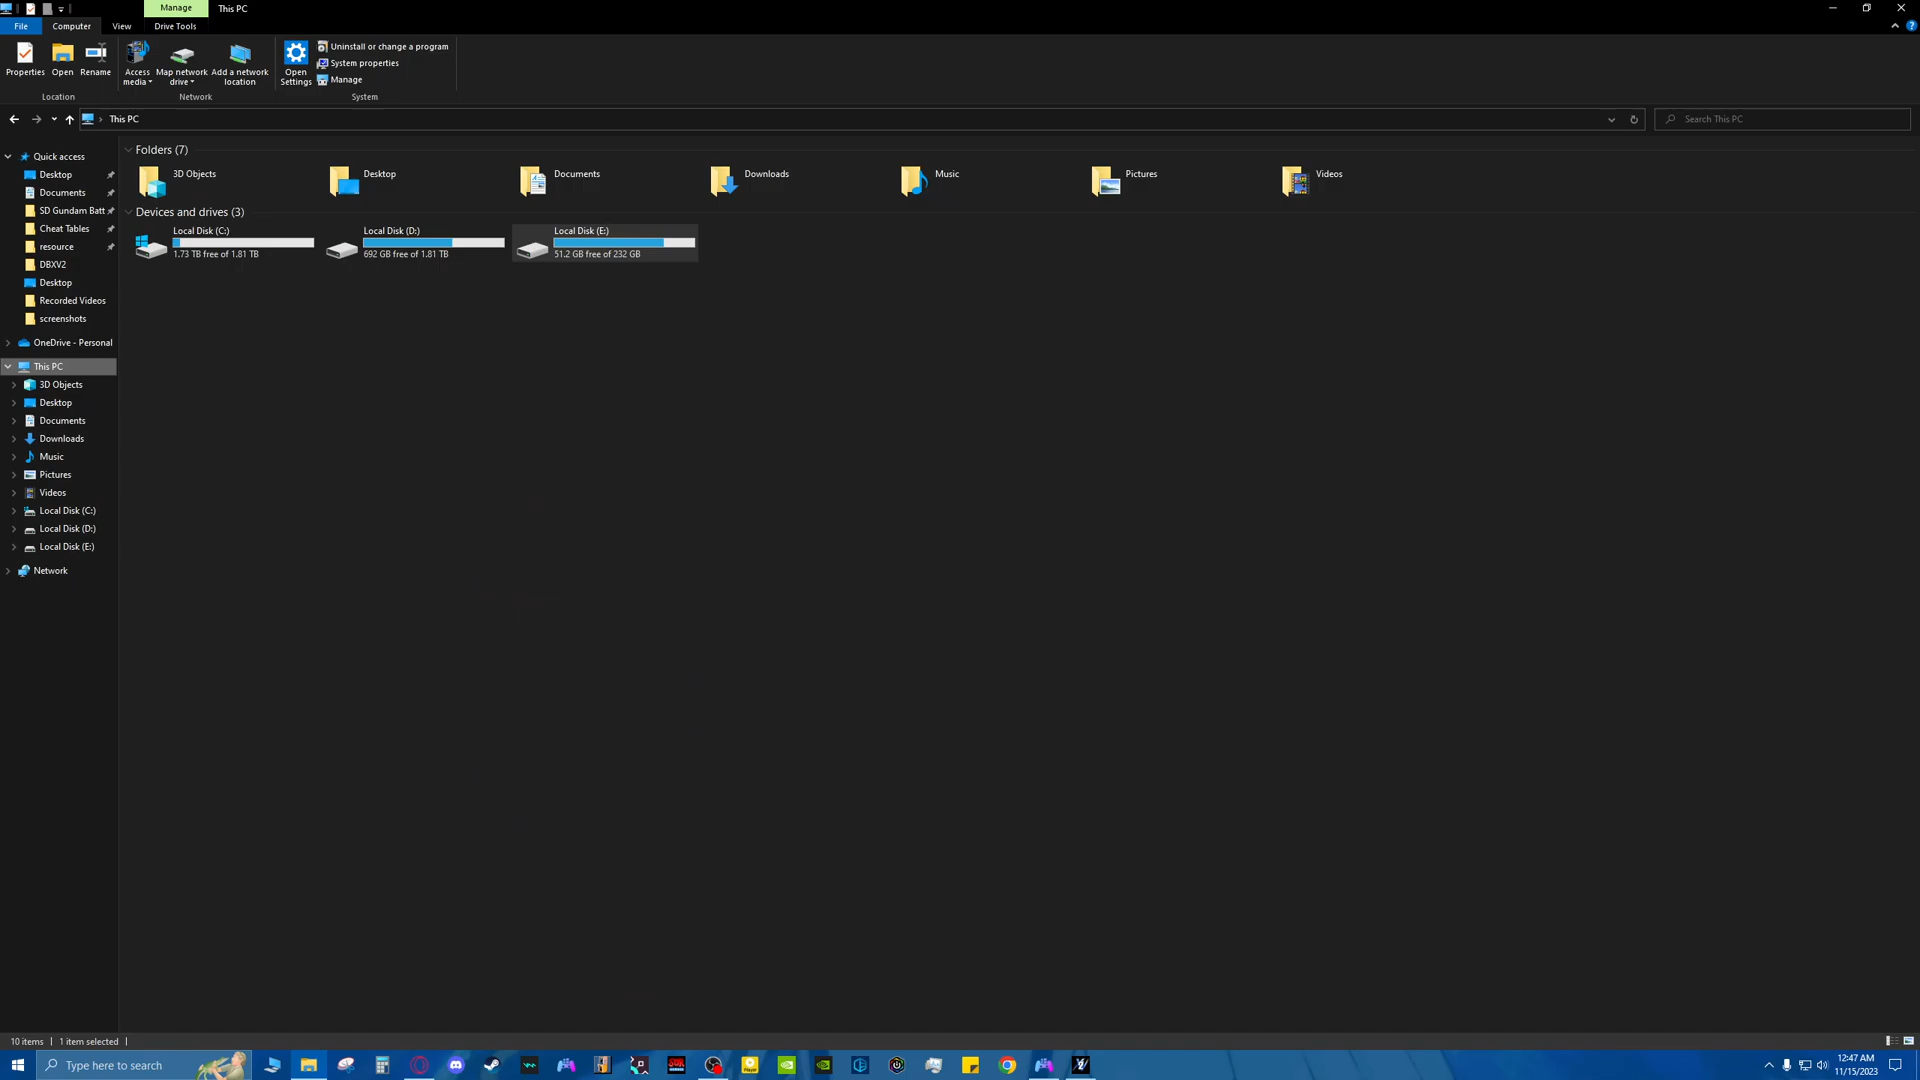 Manage
This PC
File
Computer
View
Drive Tools
Properties
Open
Rename
Access media
Map network drive
Add a network location
Open Settings
Uninstall or change a program
System properties
Manage
Location
Network
System
This PC
Search This PC
Quick access
Desktop
Documents
SD Gundam Batt
Cheat Tables
resource
DBXV2
Desktop
Recorded Videos
screenshots
OneDrive - Personal
This PC
3D Objects
Desktop
Documents
Downloads
Music
Pictures
Videos
Local Disk (C:)
Local Disk (D:)
Local Disk (E:)
Network
Folders (7)
3D Objects
Desktop
Documents
Downloads
Music
Pictures
Videos
Devices and drives (3)
Local Disk (C:)
1.73 TB free of 1.81 TB
Local Disk (D:)
692 GB free of 1.81 TB
Local Disk (E:)
51.2 GB free of 232 GB
10 items
1 item selected
Type here to search
12:47 AM
11/15/2023